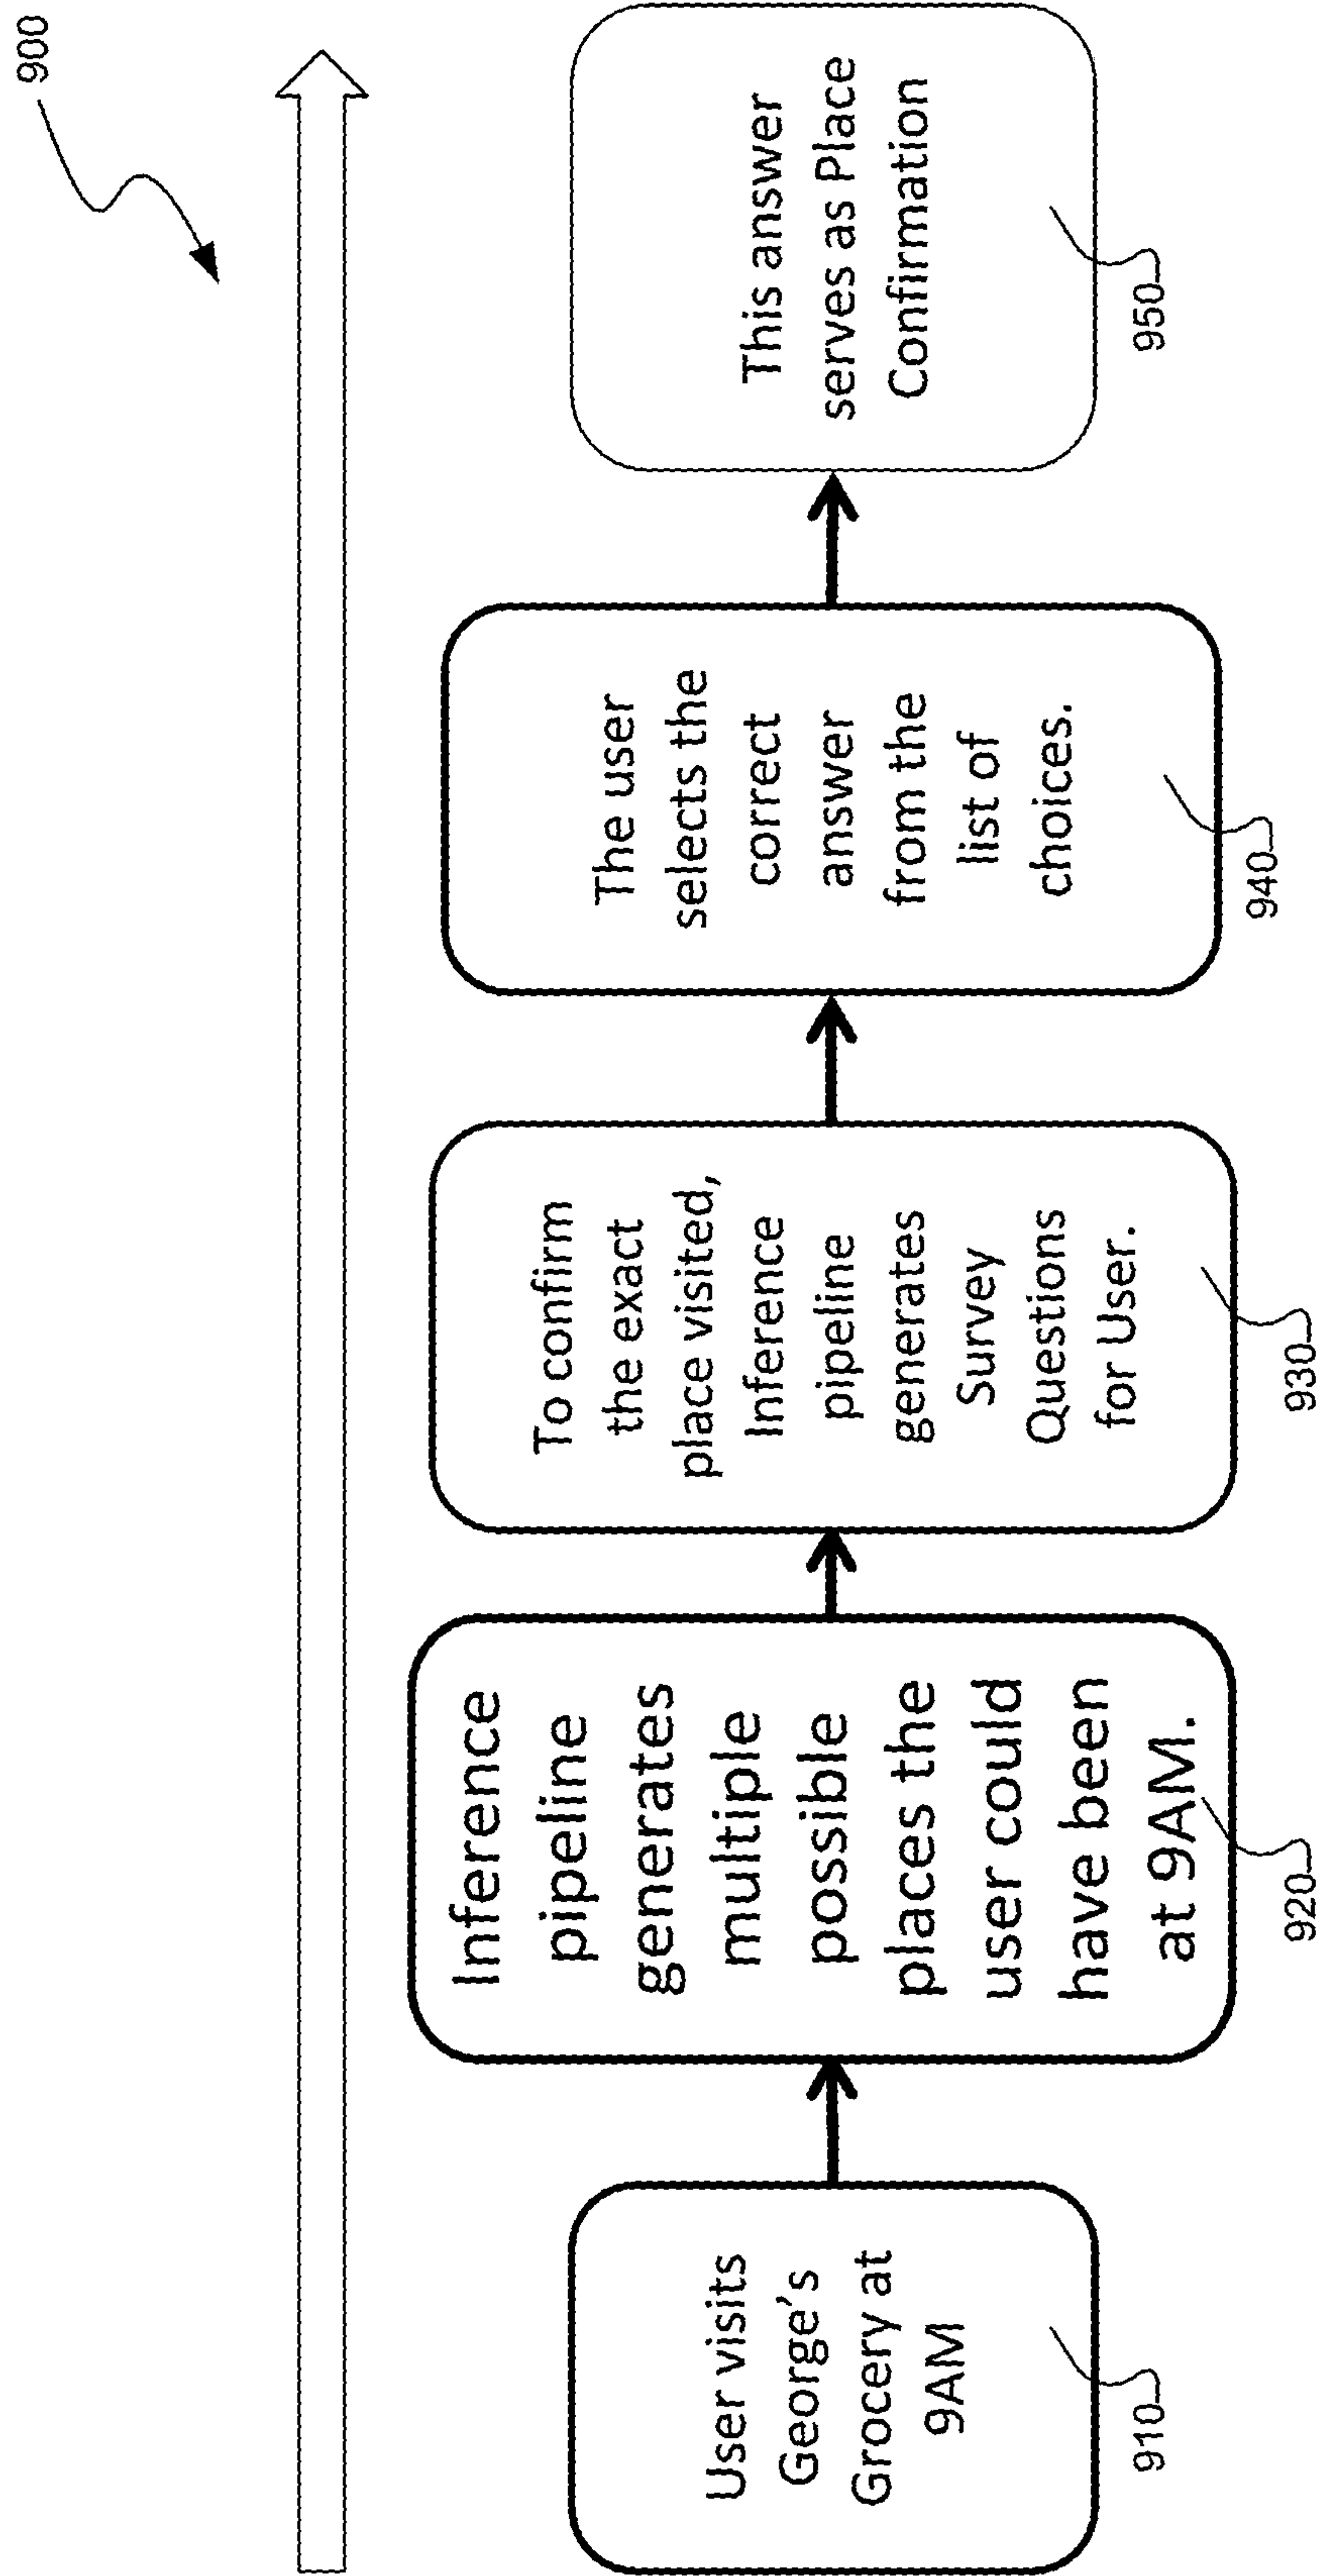 900
User visits
George's
Grocery at
9AM
910
Inference
pipeline
generates
multiple
possible
places the
user could
have been
at 9AM.
920
To confirm
the exact
place visited,
Inference
pipeline
generates
Survey
Questions
for User.
930
The user
selects the
correct
answer
from the
list of
choices.
940
This answer
serves as Place
Confirmation
950